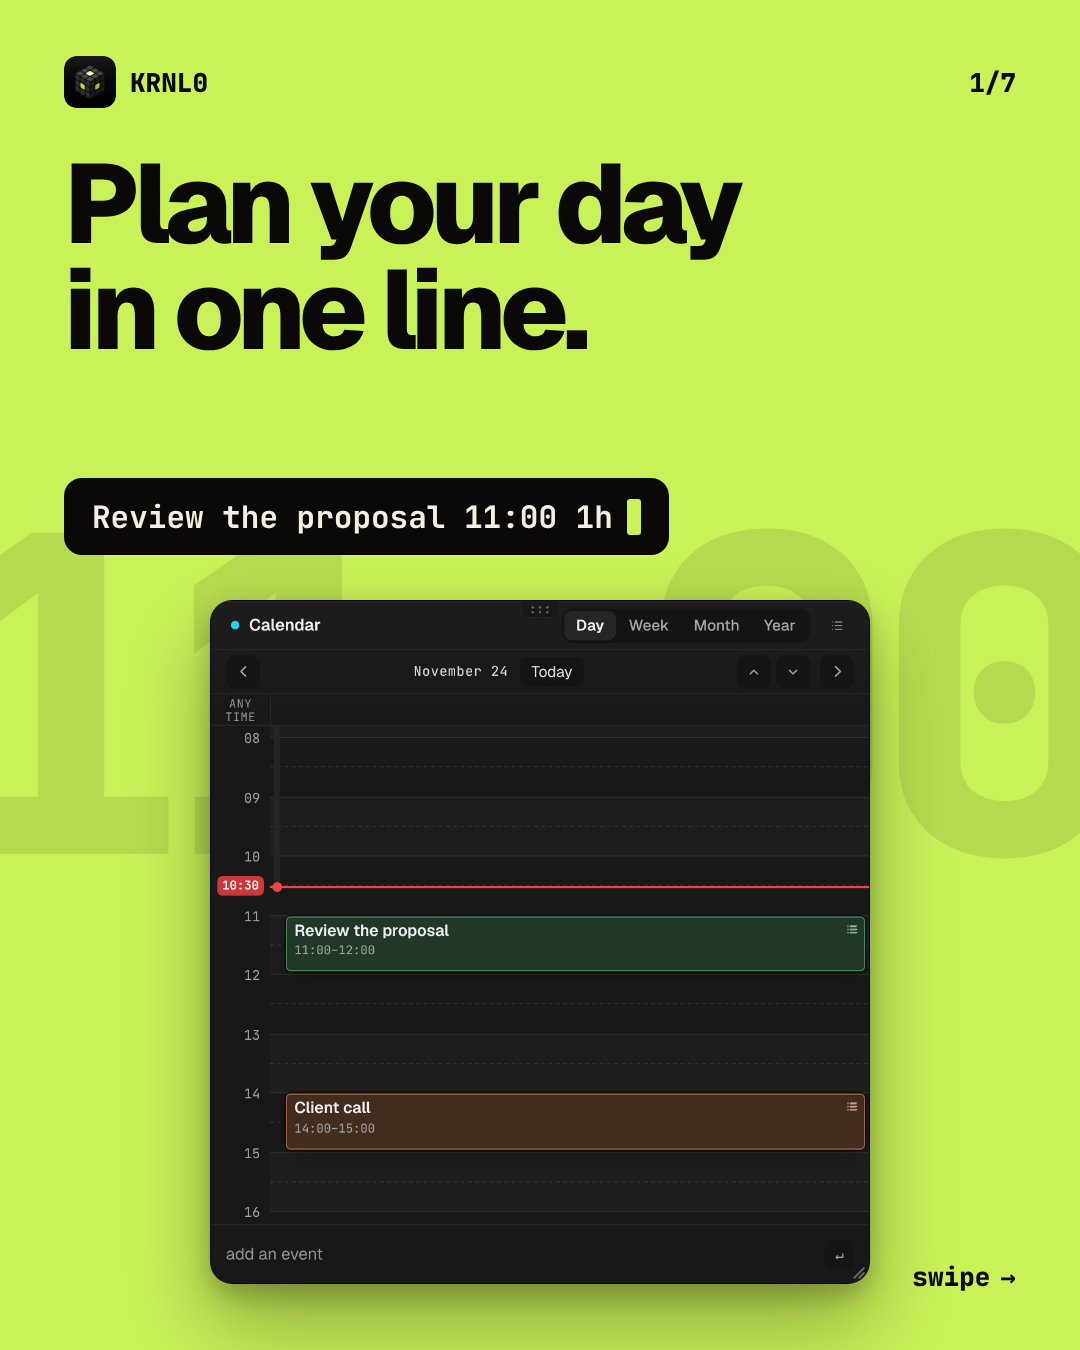 KRNL0
1/7
Plan your day
in one line.
Review the proposal 11:00 1h
11:00
Calendar
Day Week Month Year
November 24 Today
ANY
TIME
08
09
10
10:30
11
Review the proposal
11:00–12:00
12
13
14
Client call
14:00–15:00
15
16
add an event
swipe →